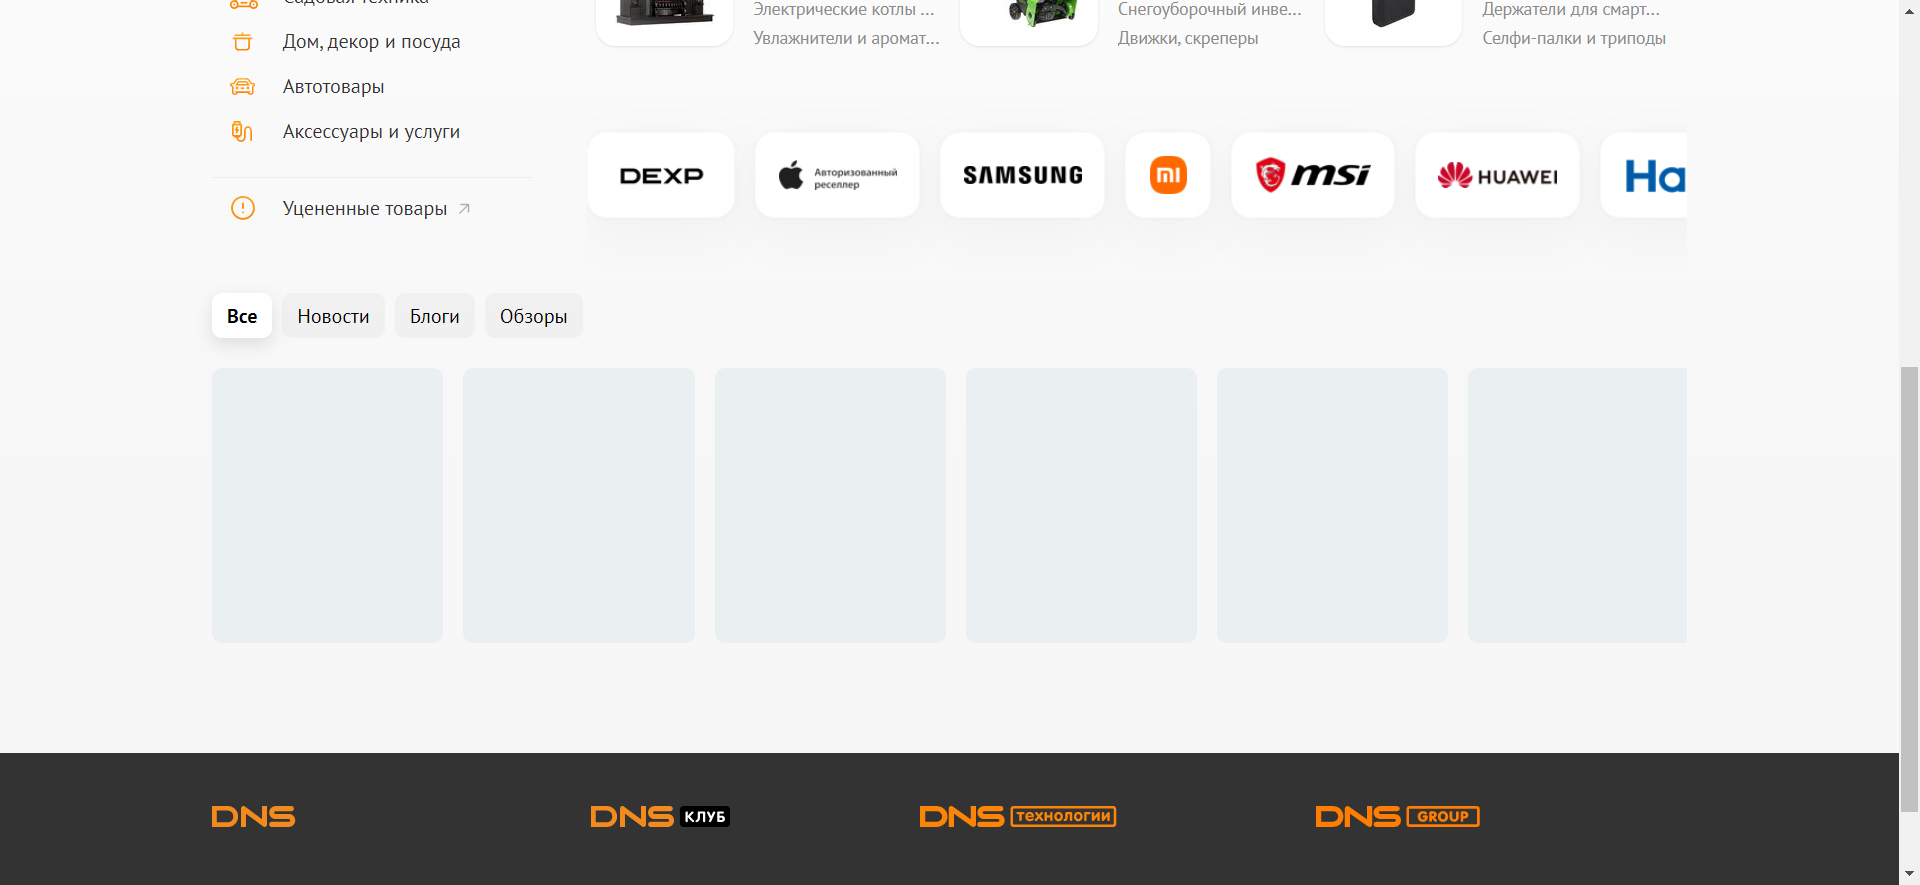 Садовая техника
Дом, декор и посуда
Автотовары
Аксессуары и услуги
Уцененные товары
Электрические котлы ...
Увлажнители и аромат...
Снегоуборочный инве...
Движки, скреперы
Держатели для смарт...
Селфи-палки и триподы
DEXP
Авторизованный
реселлер
SAMSUNG
mi
msi
HUAWEI
Ha
Все
Новости
Блоги
Обзоры
DNS
DNS КЛУБ
DNS технологии
DNS GROUP